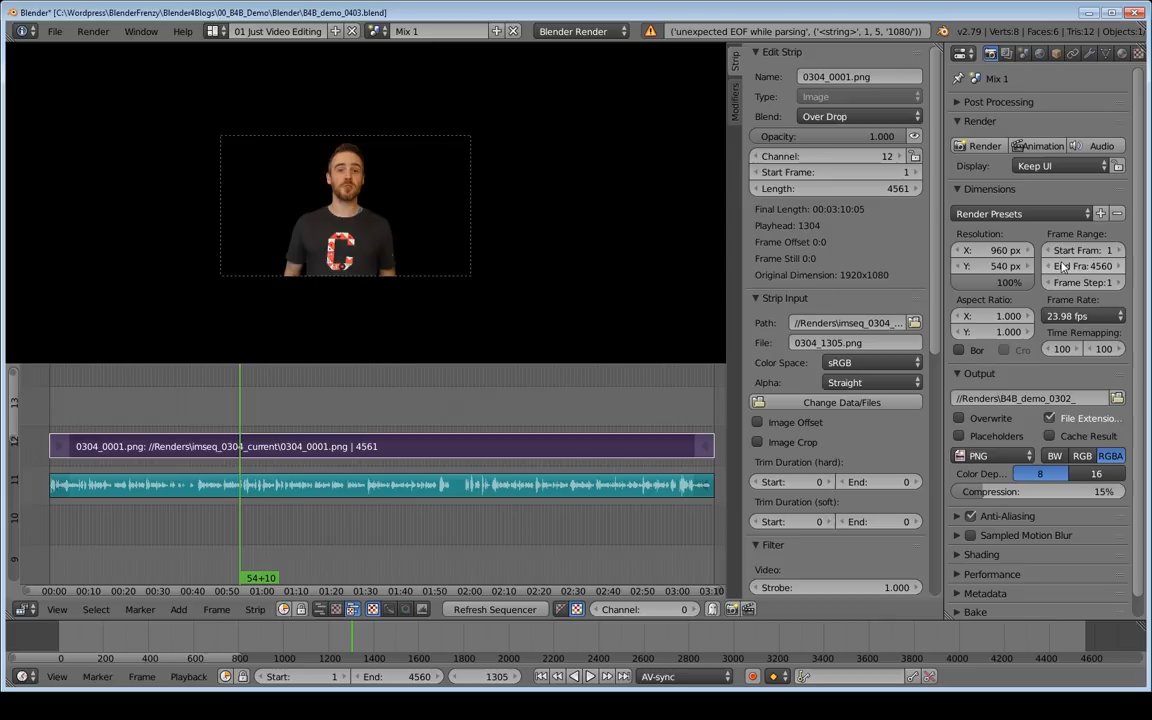 Blender* [C:\Wordpress\BlenderFrenzy\Blender4Blogs\00_B4B_Demo\Blender\B4B_demo_0403.blend]
File Render Window Help 01 Just Video Editing Mix 1 Blender Render ('unexpected EOF while parsing', ('<string>', 1, 5, '1080/')) v2.79 | Verts:8 | Faces:6 | Tris:12 | Objects:1
Strip
Modifiers
Edit Strip
Name: 0304_0001.png
Type: Image
Blend: Over Drop
Opacity: 1.000
Channel: 12
Start Frame: 1
Length: 4561
Final Length: 00:03:10:05
Playhead: 1304
Frame Offset 0:0
Frame Still 0:0
Original Dimension: 1920x1080
Strip Input
Path: //Renders\imseq_0304_...
File: 0304_1305.png
Color Space: sRGB
Alpha: Straight
Change Data/Files
Image Offset
Image Crop
Trim Duration (hard):
Start: 0 End: 0
Trim Duration (soft):
Start: 0 End: 0
Filter
Video:
Strobe: 1.000
Mix 1
Post Processing
Render
Render Animation Audio
Display: Keep UI
Dimensions
Render Presets
Resolution: Frame Range:
X: 960 px Start Fram: 1
Y: 540 px Fra:4560
100% Frame Step:1
Aspect Ratio: Frame Rate:
X: 1.000 23.98 fps
Y: 1.000 Time Remapping:
Bor Cro 100 100
Output
//Renders\B4B_demo_0302_
Overwrite File Extensio...
Placeholders Cache Result
PNG BW RGB RGBA
Color Dep... 8 16
Compression: 15%
Anti-Aliasing
Sampled Motion Blur
Shading
Performance
Metadata
Bake
C
13
12
0304_0001.png: //Renders\imseq_0304_current\0304_0001.png | 4561
11
10
9
54+10
00:00 00:10 00:20 00:30 00:40 00:50 01:00 01:10 01:20 01:30 01:40 01:50 02:00 02:10 02:20 02:30 02:40 02:50 03:00 03:10
View Select Marker Add Frame Strip Refresh Sequencer Channel: 0
0 200 400 600 800 1000 1200 1400 1600 1800 2000 2200 2400 2600 2800 3000 3200 3400 3600 3800 4000 4200 4400 4600
View Marker Frame Playback Start: 1 End: 4560 1305 AV-sync